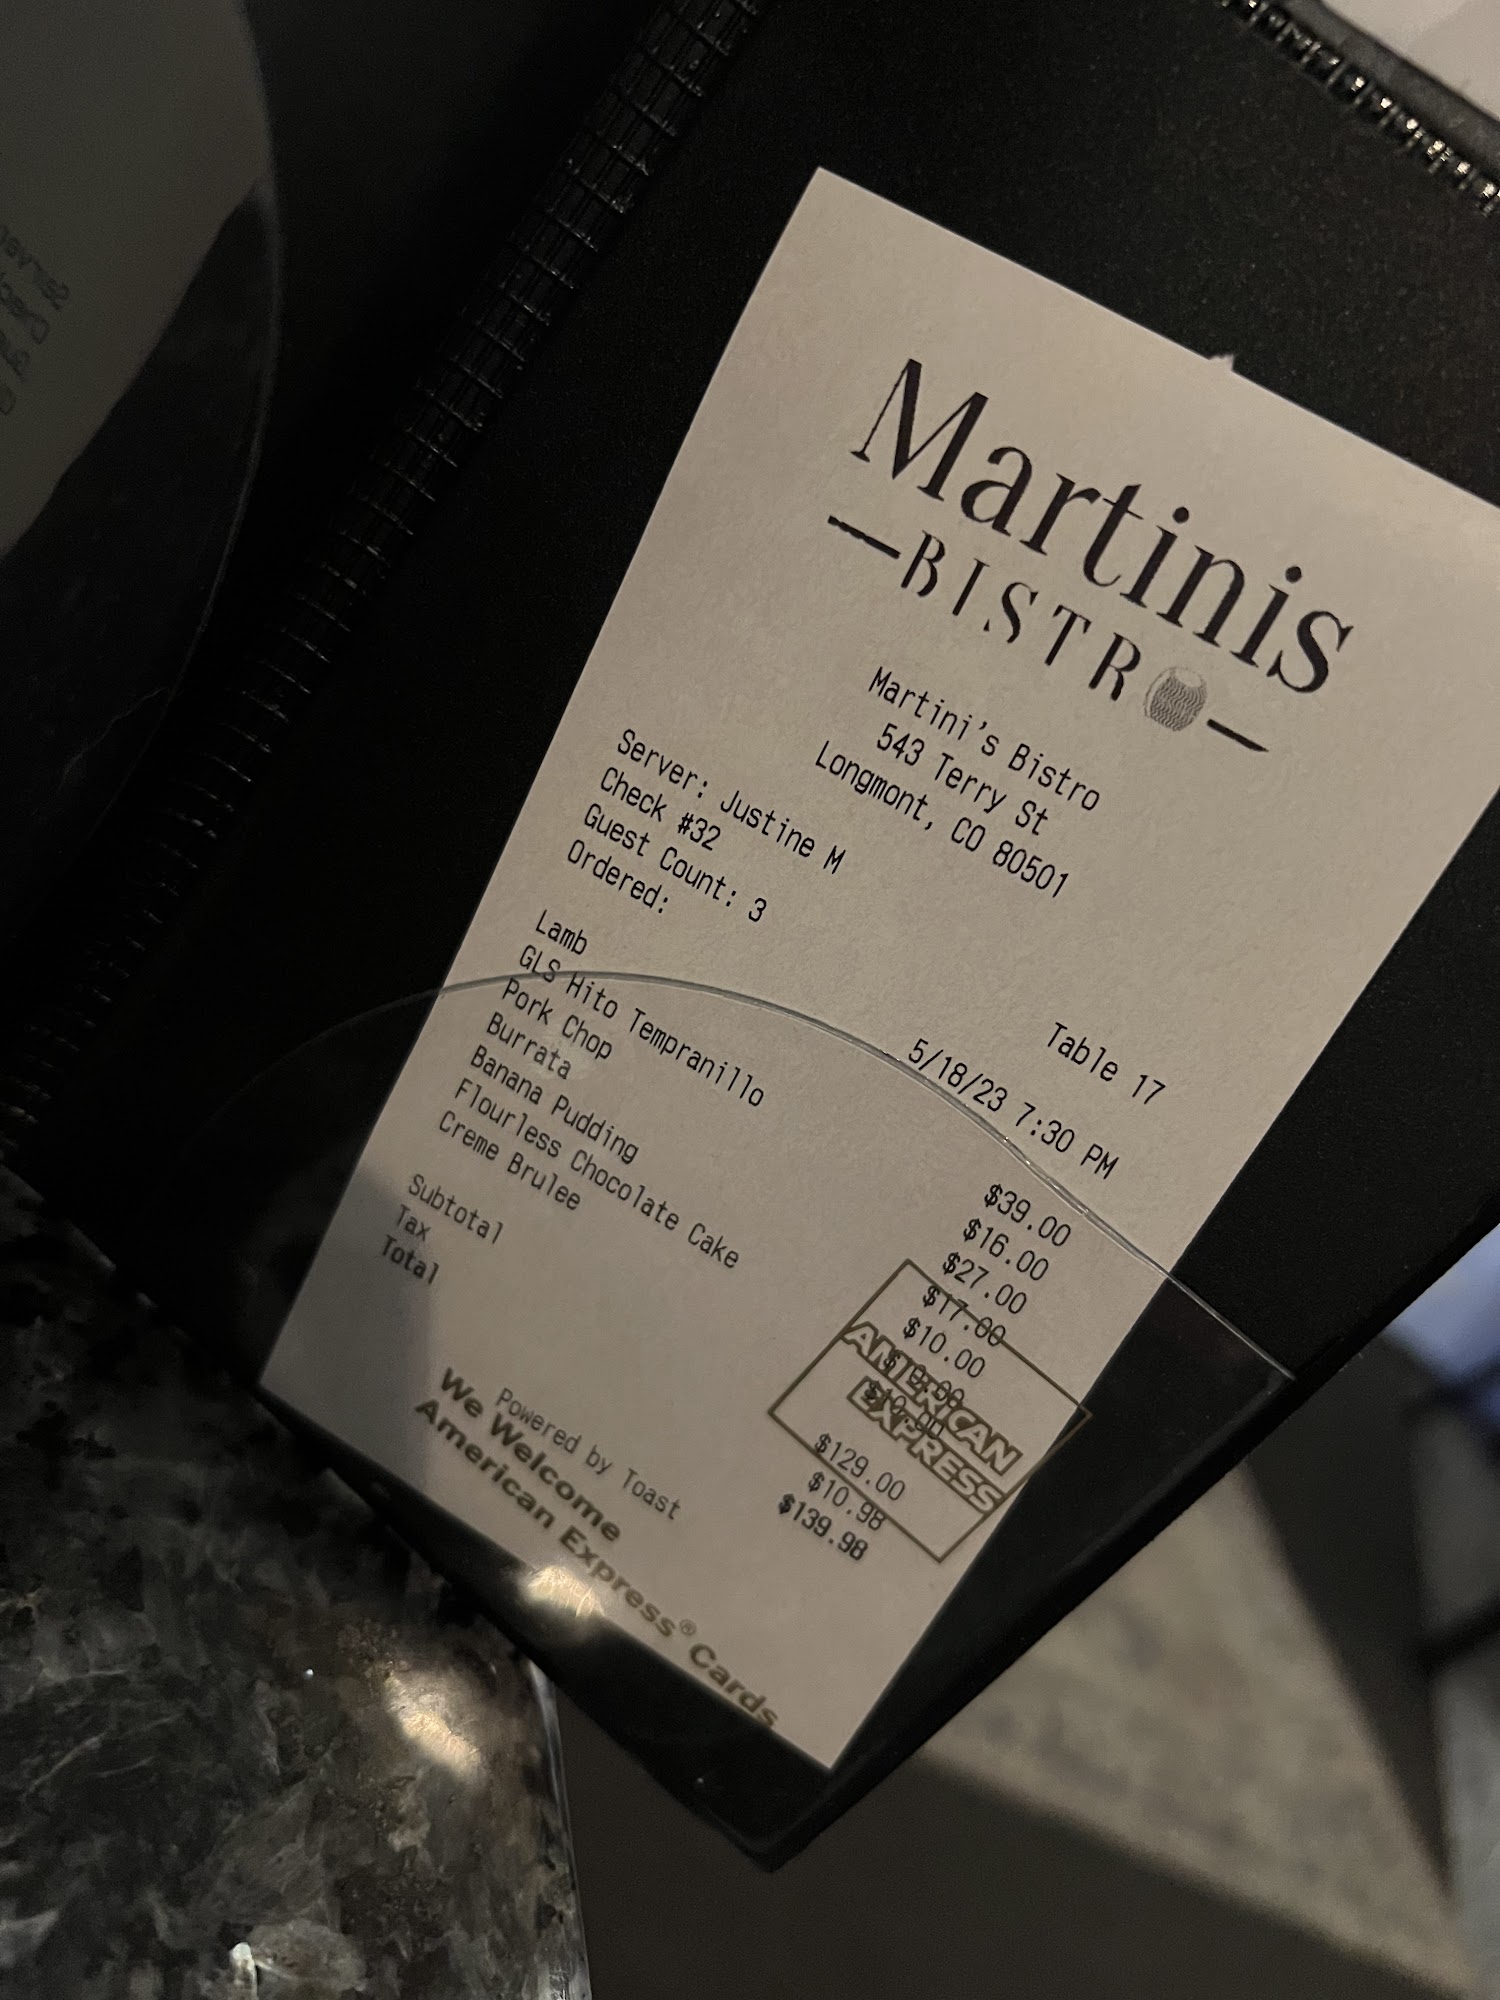 Martinis
BISTRO
Martini's Bistro
543 Terry St
Longmont, CO 80501
Server: Justine M
Check #32 Table 17
Guest Count: 3
Ordered: 5/18/23 7:30 PM
Lamb $39.00
GLS Hito Tempranillo $16.00
Pork Chop $27.00
Burrata $17.00
Banana Pudding $10.00
Flourless Chocolate Cake
Creme Brulee $10.00
Subtotal $129.00
Tax $10.98
Total $139.98
AMERICAN
EXPRESS
Powered by Toast
We Welcome
American Express® Cards